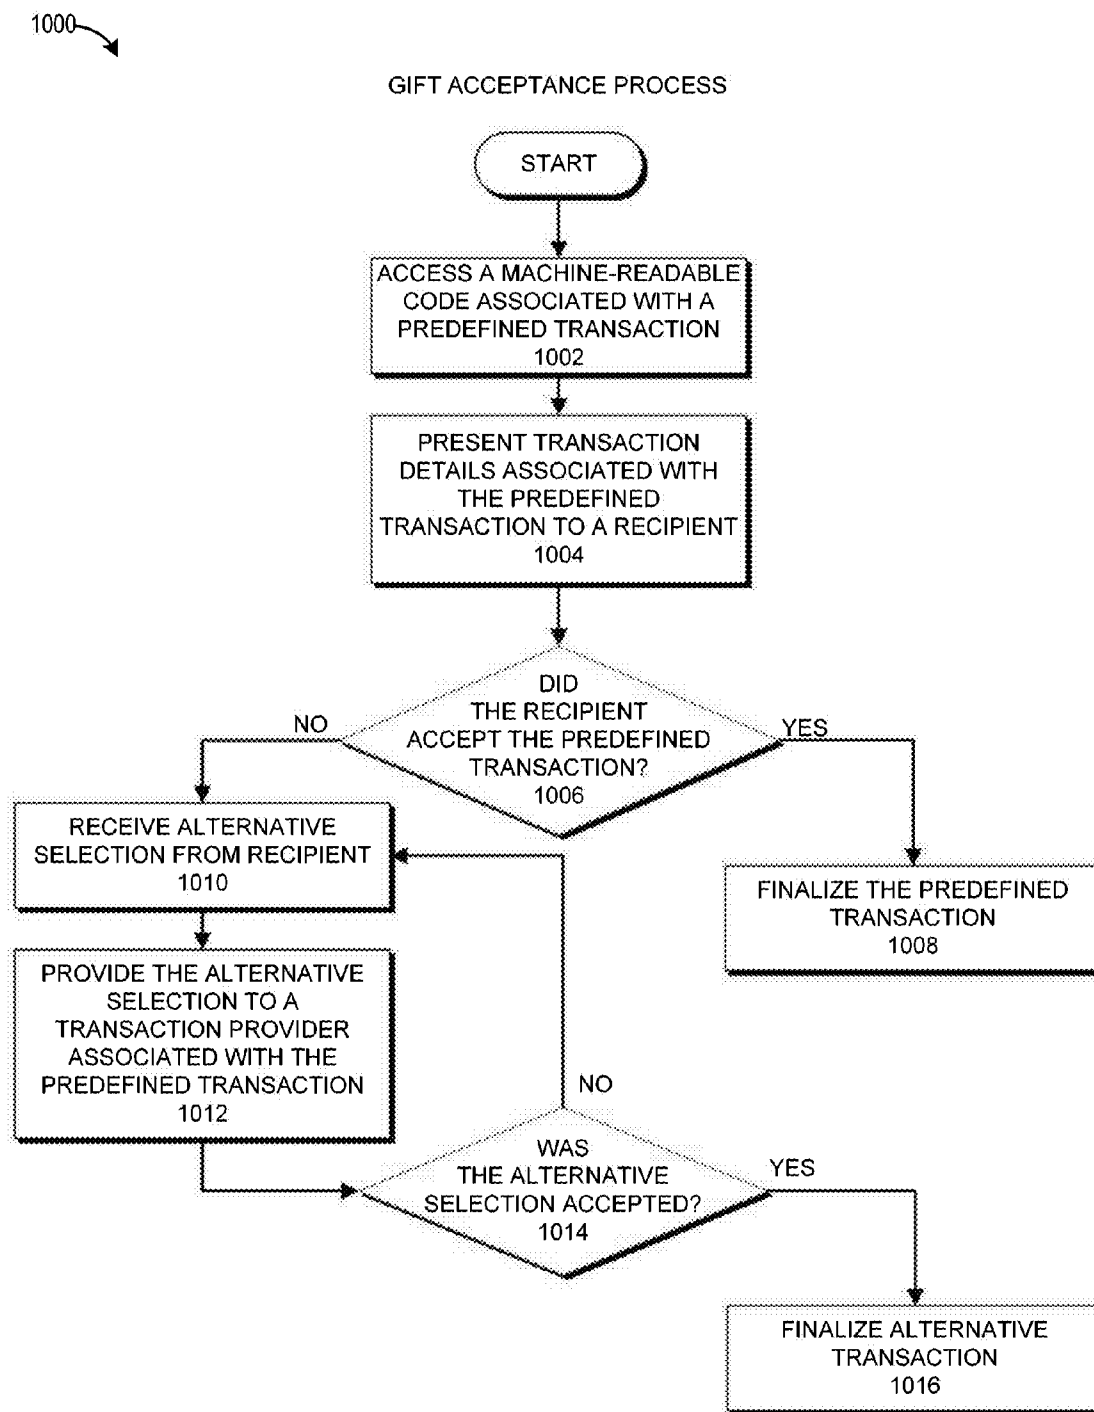 1000
GIFT ACCEPTANCE PROCESS
START
ACCESS A MACHINE-READABLE
CODE ASSOCIATED WITH A
PREDEFINED TRANSACTION
1002
PRESENT TRANSACTION
DETAILS ASSOCIATED WITH
THE PREDEFINED
TRANSACTION TO A RECIPIENT
1004
DID
THE RECIPIENT
ACCEPT THE PREDEFINED
TRANSACTION?
1006
NO
YES
RECEIVE ALTERNATIVE
SELECTION FROM RECIPIENT
1010
FINALIZE THE PREDEFINED
TRANSACTION
1008
PROVIDE THE ALTERNATIVE
SELECTION TO A
TRANSACTION PROVIDER
ASSOCIATED WITH THE
PREDEFINED TRANSACTION
1012
NO
WAS
THE ALTERNATIVE
SELECTION ACCEPTED?
1014
YES
FINALIZE ALTERNATIVE
TRANSACTION
1016